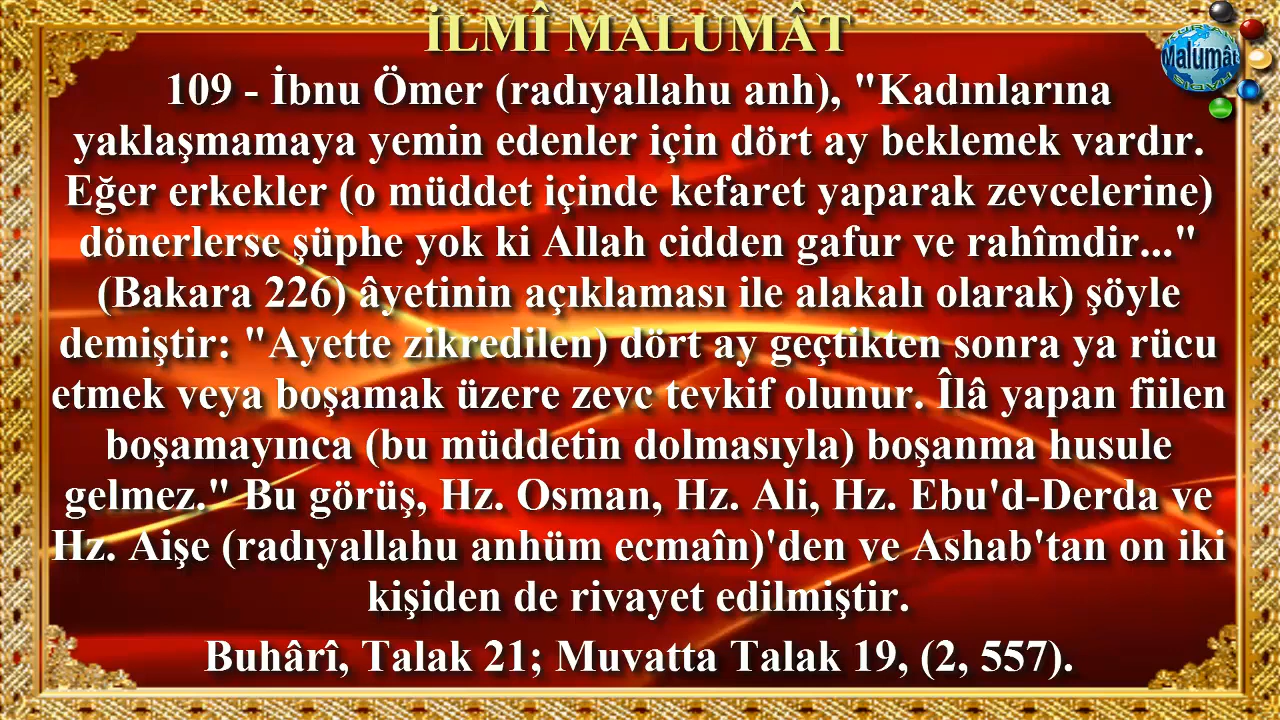 İLMÎ MALUMÂT
Malumât
109 - İbnu Ömer (radıyallahu anh), "Kadınlarına
yaklaşmamaya yemin edenler için dört ay beklemek vardır.
Eğer erkekler (o müddet içinde kefaret yaparak zevcelerine)
dönerlerse şüphe yok ki Allah cidden gafur ve rahîmdir..."
(Bakara 226) âyetinin açıklaması ile alakalı olarak) şöyle
demiştir: "Ayette zikredilen) dört ay geçtikten sonra ya rücu
etmek veya boşamak üzere zevc tevkif olunur. Îlâ yapan fiilen
boşamayınca (bu müddetin dolmasıyla) boşanma husule
gelmez." Bu görüş, Hz. Osman, Hz. Ali, Hz. Ebu'd-Derda ve
Hz. Aişe (radıyallahu anhüm ecmaîn)'den ve Ashab'tan on iki
kişiden de rivayet edilmiştir.
Buhârî, Talak 21; Muvatta Talak 19, (2, 557).